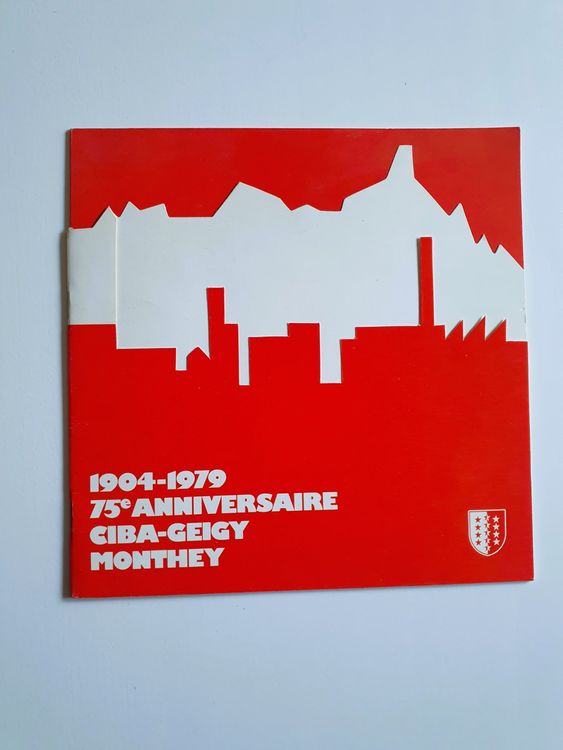 1904-1979
75e ANNIVERSAIRE
CIBA-GEIGY
MONTHEY